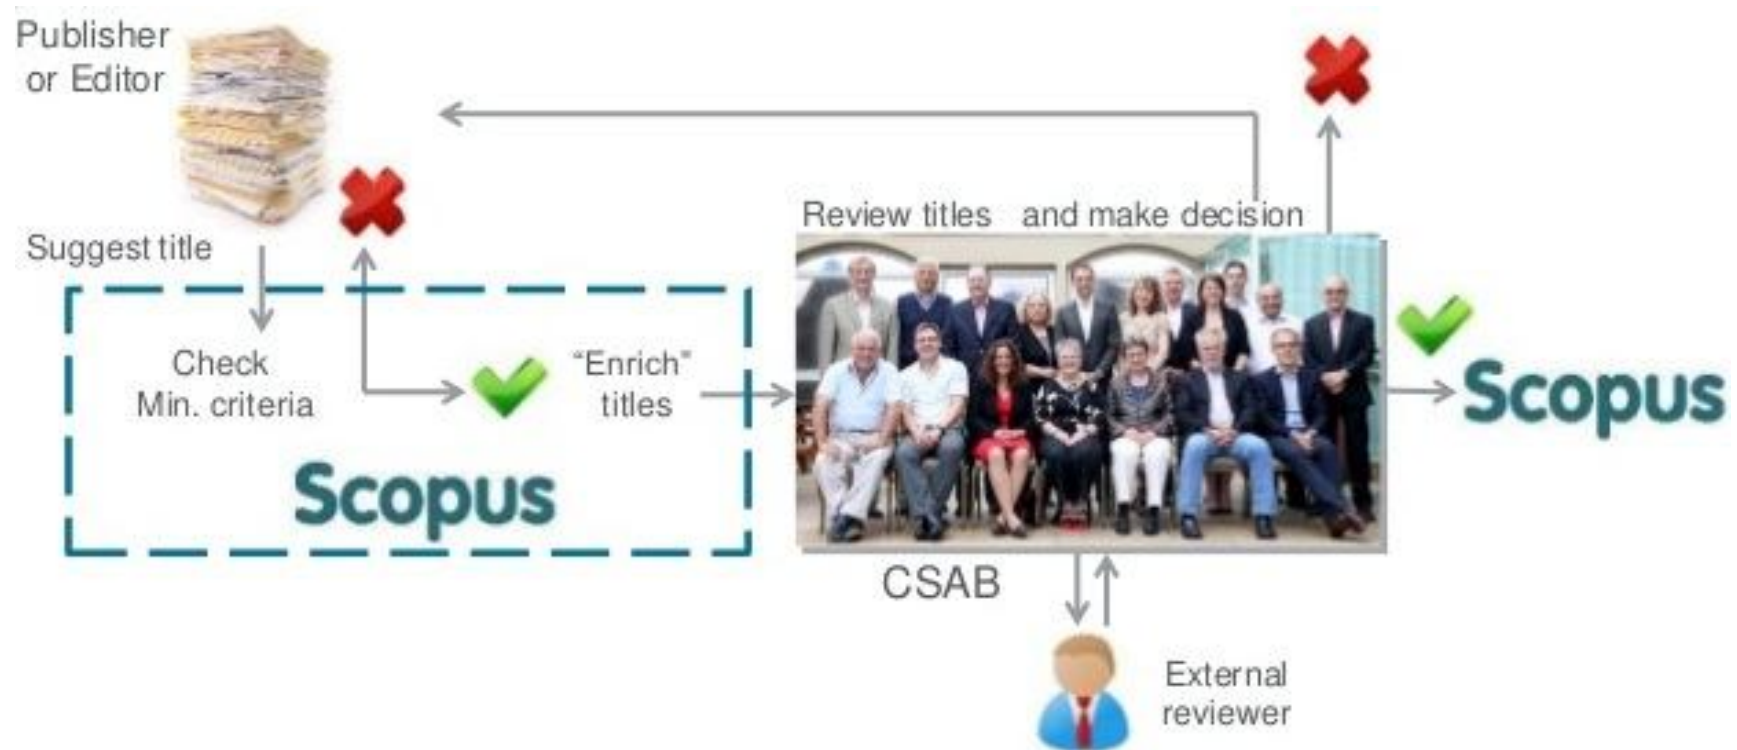 Publisher
or Editor
Suggest title
Check
Min. criteria
“Enrich”
titles
Scopus
Review titles and make decision
CSAB
External
reviewer
Scopus